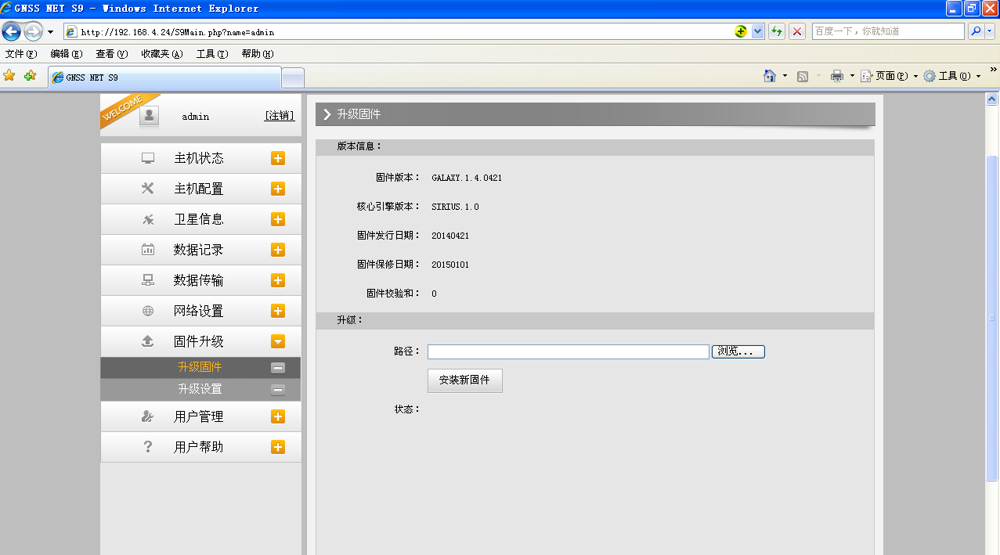 GNSS NET S9 - Windows Internet Explorer
http://192.168.4.24/S9Main.php?name=admin
百度一下，你就知道
文件(F) 编辑(E) 查看(V) 收藏夹(A) 工具(T) 帮助(H)
GNSS NET S9
页面(P) 工具(O)
WELCOME
admin
[注销]
主机状态
主机配置
卫星信息
数据记录
数据传输
网络设置
固件升级
升级固件
升级设置
用户管理
用户帮助
升级固件
版本信息：
固件版本： GALAXY.1.4.0421
核心引擎版本： SIRIUS.1.0
固件发行日期： 20140421
固件保修日期： 20150101
固件校验和： 0
升级：
路径： 浏览...
安装新固件
状态：